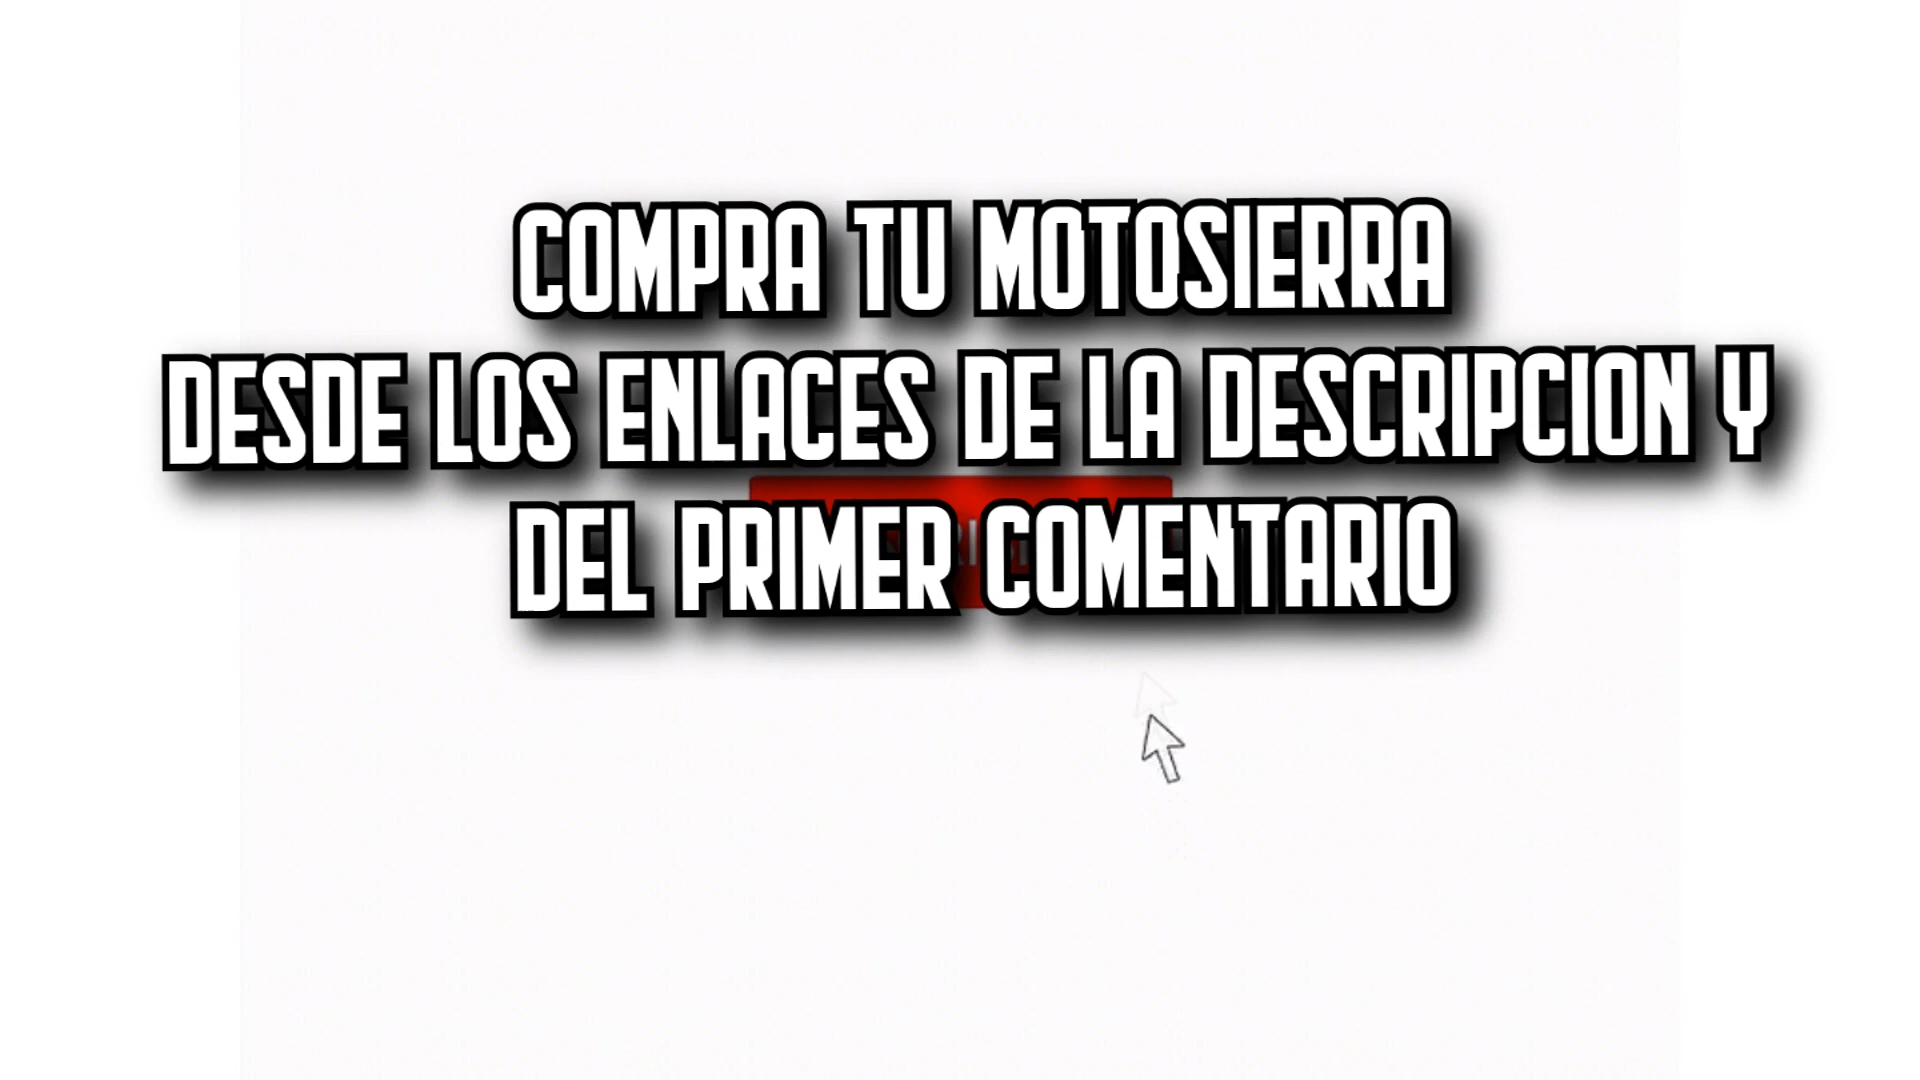 COMPRA TU MOTOSIERRA
DESDE LOS ENLACES DE LA DESCRIPCION Y
DEL PRIMER COMENTARIO